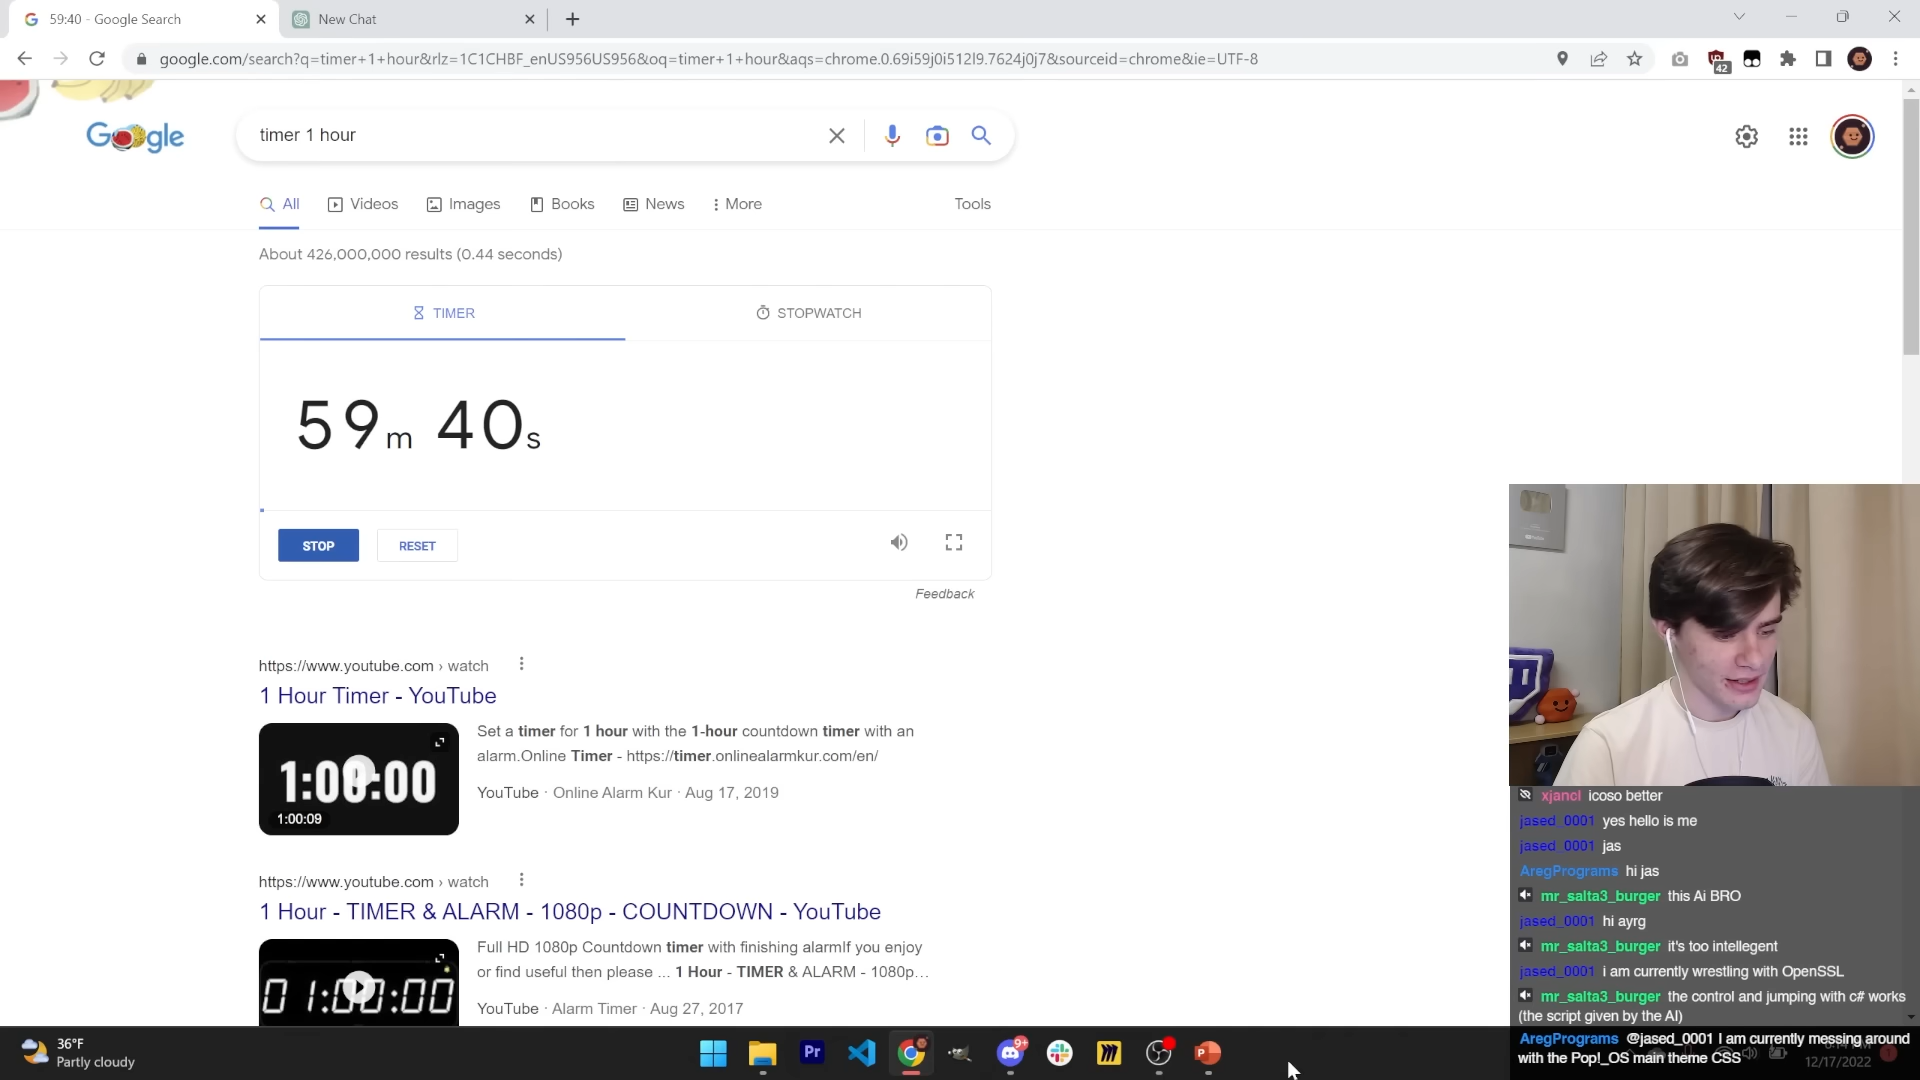 59:40 - Google Search
New Chat
google.com/search?q=timer+1+hour&rlz=1C1CHBF_enUS956US956&oq=timer+1+hour&aqs=chrome.0.69i59j0i512l9.7624j0j7&sourceid=chrome&ie=UTF-8
42
Google
timer 1 hour
All
Videos
Images
Books
News
More
Tools
About 426,000,000 results (0.44 seconds)
TIMER
STOPWATCH
59m 40s
STOP
RESET
Feedback
https://www.youtube.com › watch
1 Hour Timer - YouTube
1:00:00
1:00:09
Set a timer for 1 hour with the 1-hour countdown timer with an
alarm.Online Timer - https://timer.onlinealarmkur.com/en/
YouTube · Online Alarm Kur · Aug 17, 2019
https://www.youtube.com › watch
1 Hour - TIMER & ALARM - 1080p - COUNTDOWN - YouTube
01:00:00
Full HD 1080p Countdown timer with finishing alarmIf you enjoy
or find useful then please ... 1 Hour - TIMER & ALARM - 1080p...
YouTube · Alarm Timer · Aug 27, 2017
xjanci icoso better
jased_0001 yes hello is me
jased_0001 jas
AregPrograms hi jas
mr_salta3_burger this Ai BRO
jased_0001 hi ayrg
mr_salta3_burger it's too intellegent
jased_0001 i am currently wrestling with OpenSSL
mr_salta3_burger the control and jumping with c# works
(the script given by the AI)
AregPrograms @jased_0001 I am currently messing around
with the Pop!_OS main theme CSS
36°F
Partly cloudy
Pr
9+
12/17/2022
1